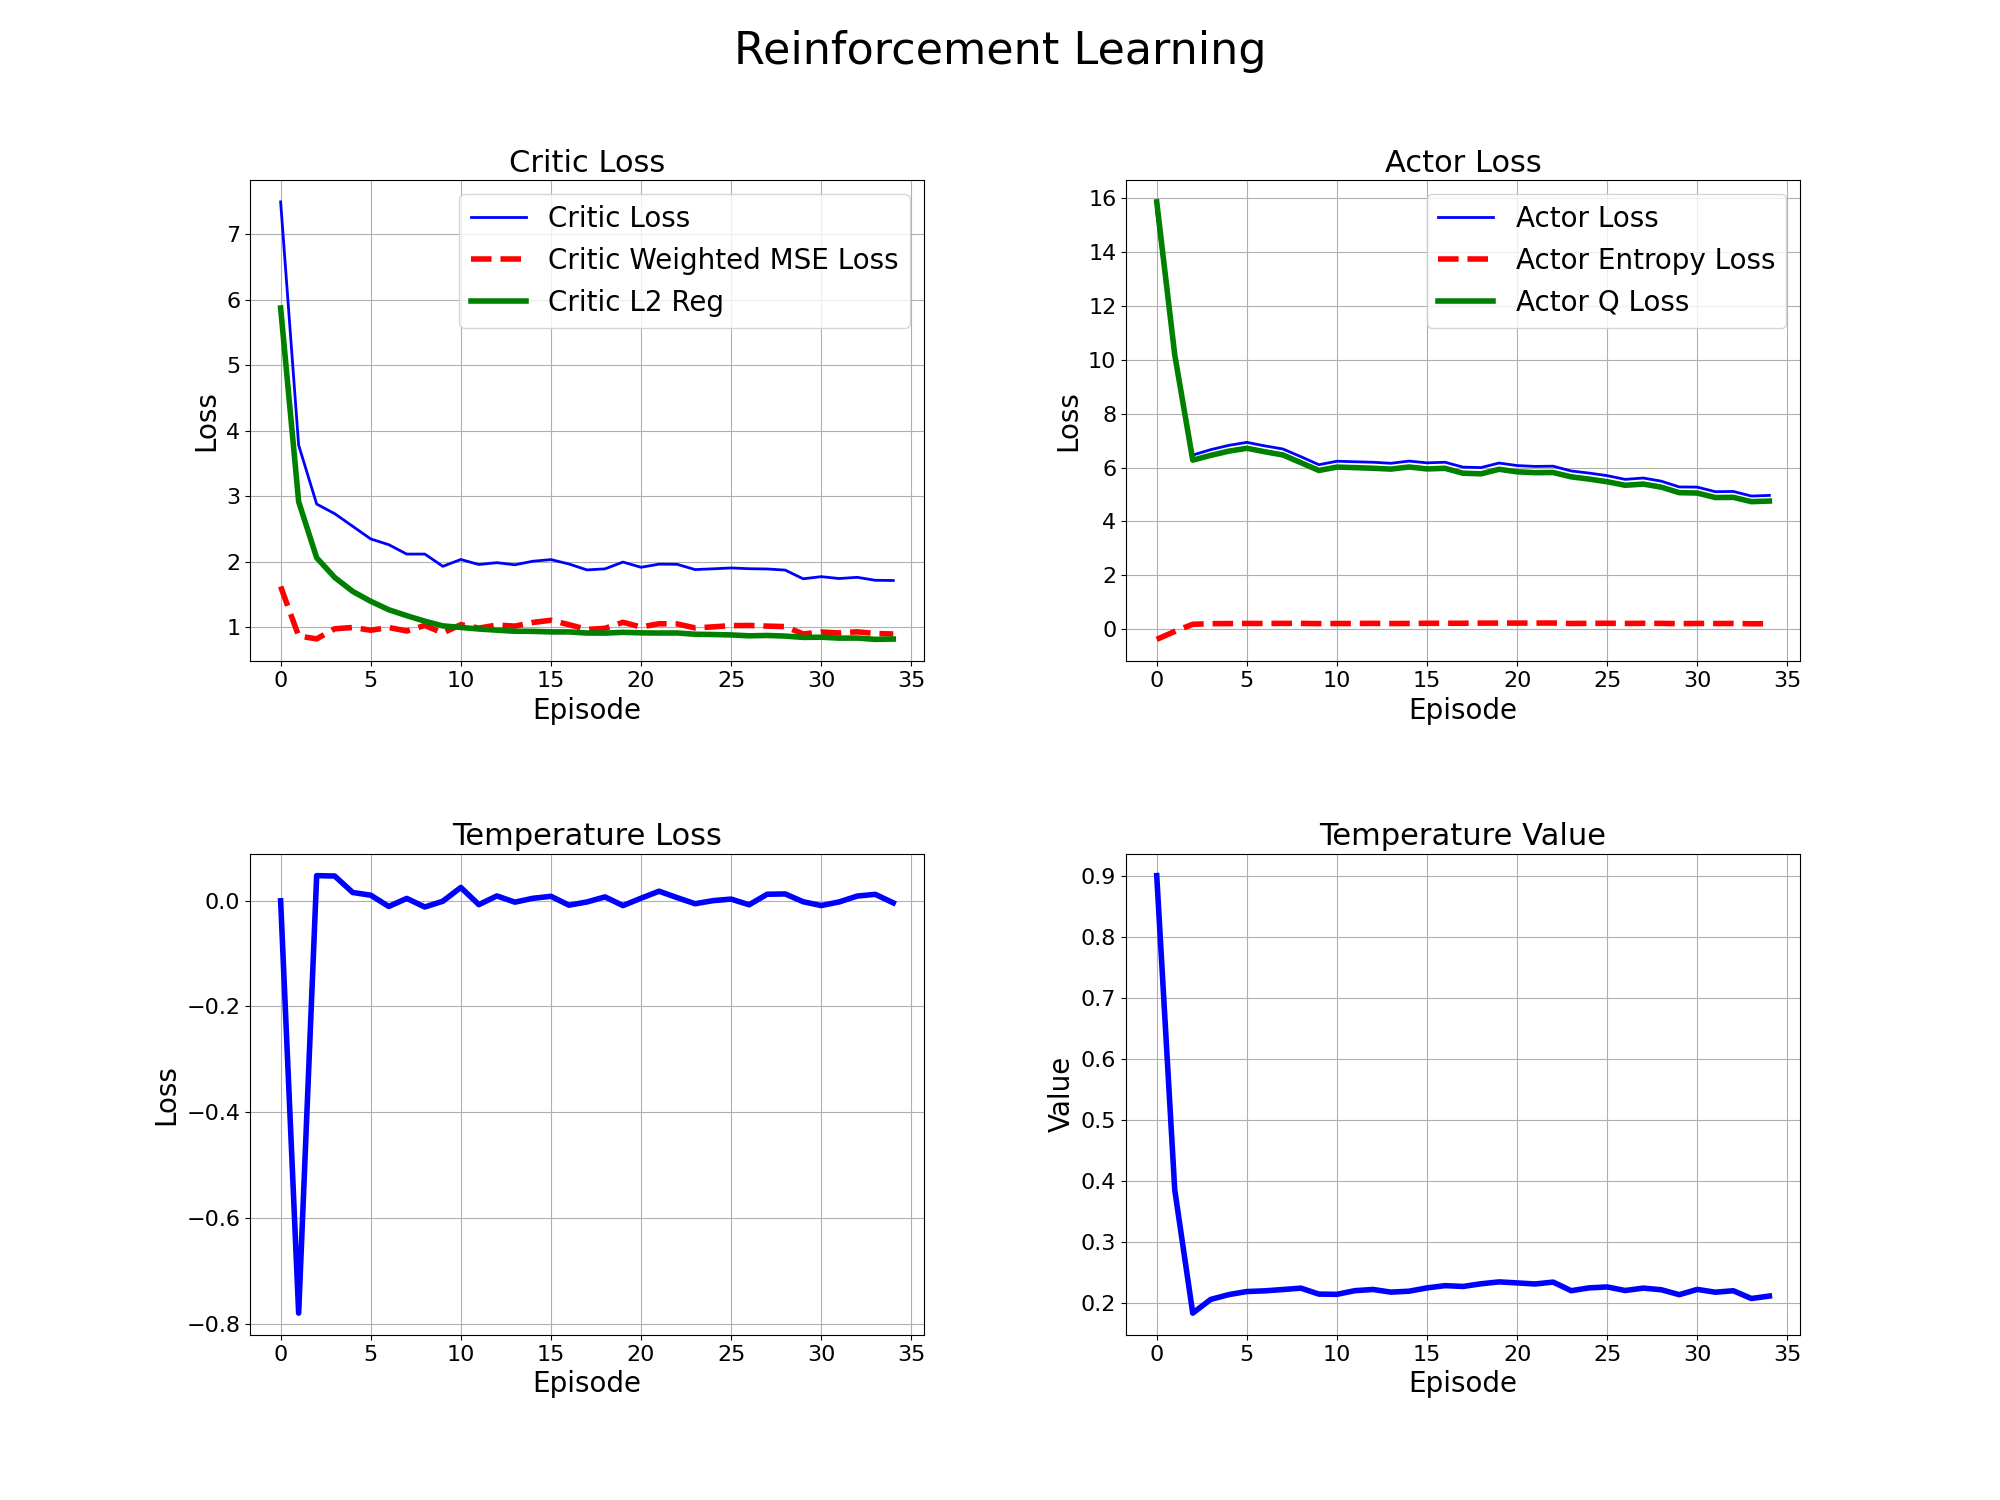 Reinforcement Learning
Critic Loss
Loss
7
6
5
4
3
2
1
Critic Loss
Critic Weighted MSE Loss
Critic L2 Reg
0 5 10 15 20 25 30 35
Episode
Actor Loss
Loss
16
14
12
10
8
6
4
2
0
Actor Loss
Actor Entropy Loss
Actor Q Loss
0 5 10 15 20 25 30 35
Episode
Temperature Loss
Loss
0.0
−0.2
−0.4
−0.6
−0.8
0 5 10 15 20 25 30 35
Episode
Temperature Value
Value
0.9
0.8
0.7
0.6
0.5
0.4
0.3
0.2
0 5 10 15 20 25 30 35
Episode